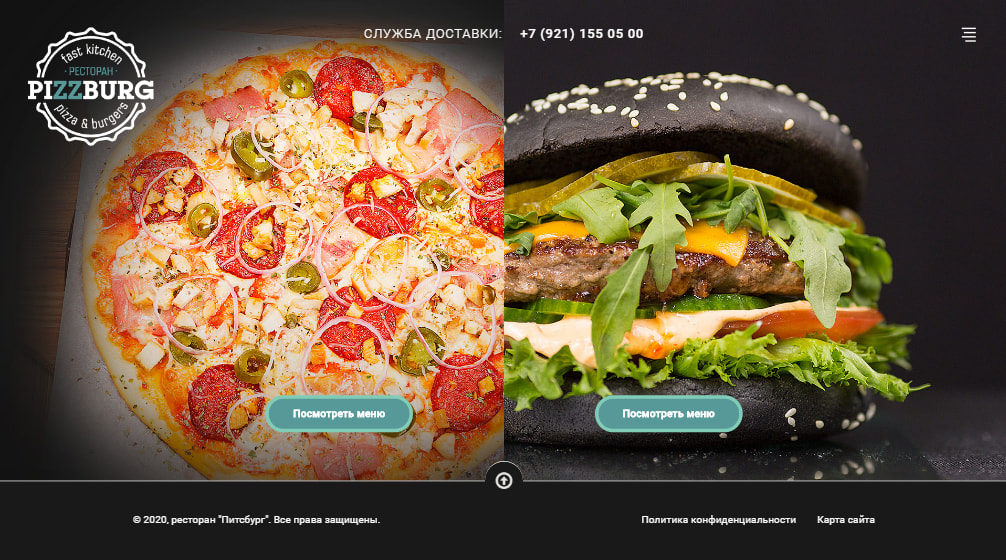 СЛУЖБА ДОСТАВКИ: +7 (921) 155 05 00
fast kitchen
· РЕСТОРАН ·
PIZZBURG
pizza & burgers
Посмотреть меню
Посмотреть меню
© 2020, ресторан "Питсбург". Все права защищены.
Политика конфиденциальности
Карта сайта